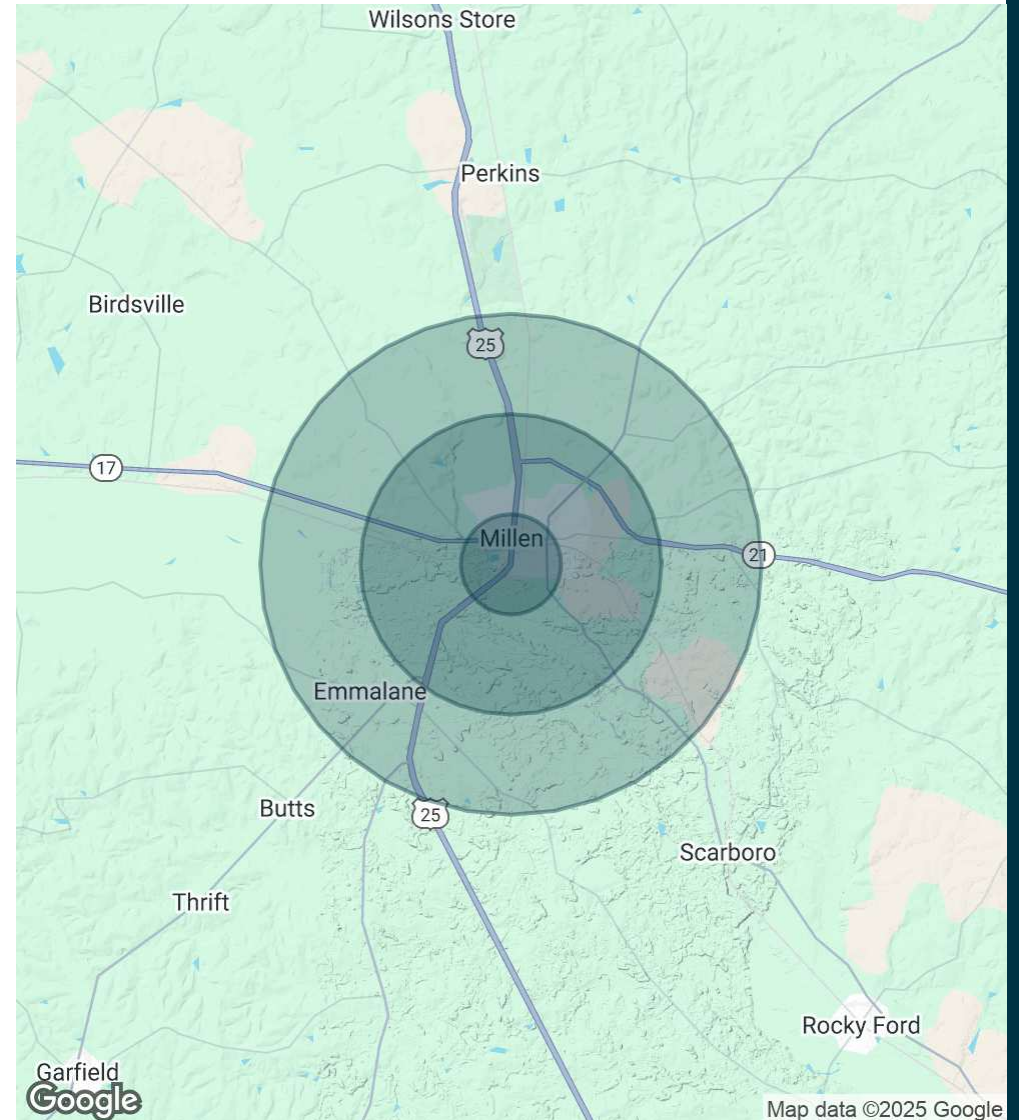 Wilsons Store
Perkins
Birdsville
25
17
Millen
21
Emmalane
Butts
25
Scarboro
Thrift
Rocky Ford
Garfield
Google
Map data ©2025 Google